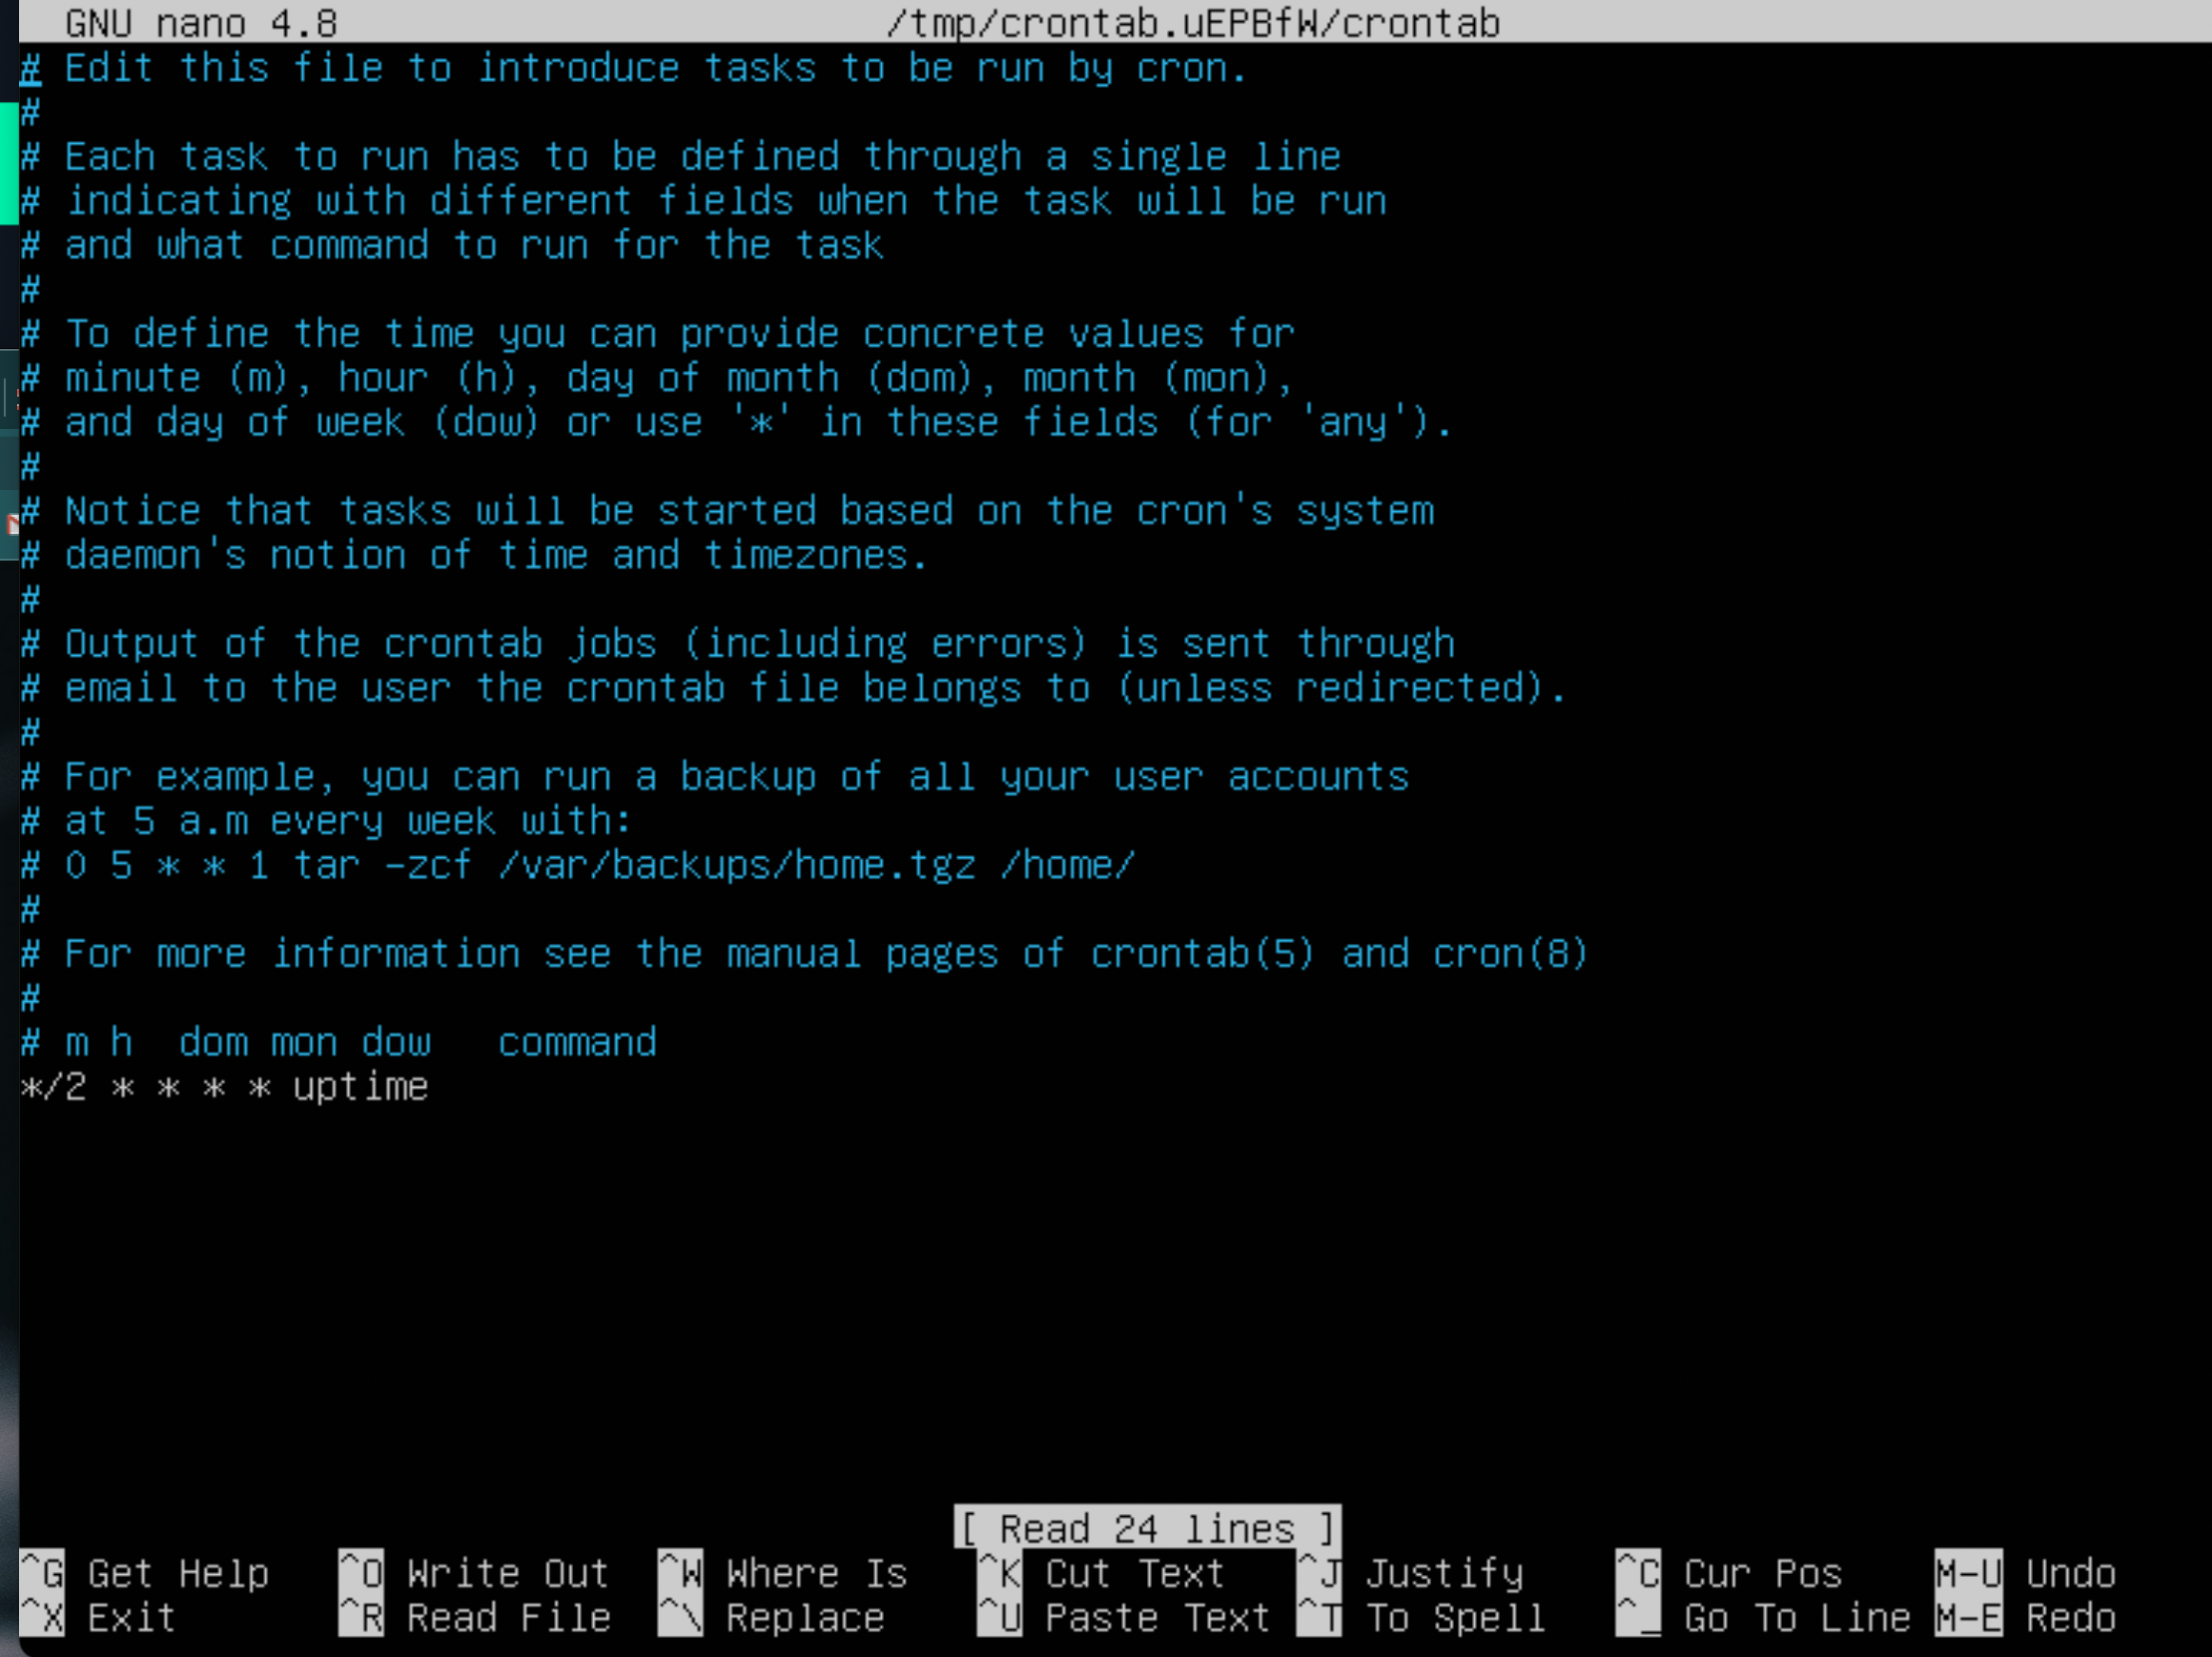 GNU nano 4.8 /tmp/crontab.uEPBfW/crontab
# Edit this file to introduce tasks to be run by cron.
#
# Each task to run has to be defined through a single line
# indicating with different fields when the task will be run
# and what command to run for the task
#
# To define the time you can provide concrete values for
# minute (m), hour (h), day of month (dom), month (mon),
# and day of week (dow) or use '*' in these fields (for 'any').
#
# Notice that tasks will be started based on the cron's system
# daemon's notion of time and timezones.
#
# Output of the crontab jobs (including errors) is sent through
# email to the user the crontab file belongs to (unless redirected).
#
# For example, you can run a backup of all your user accounts
# at 5 a.m every week with:
# 0 5 * * 1 tar -zcf /var/backups/home.tgz /home/
#
# For more information see the manual pages of crontab(5) and cron(8)
#
# m h  dom mon dow   command
*/2 * * * * uptime
[ Read 24 lines ]
^G Get Help ^O Write Out ^W Where Is ^K Cut Text ^J Justify ^C Cur Pos M-U Undo
^X Exit ^R Read File ^\ Replace ^U Paste Text ^T To Spell ^_ Go To Line M-E Redo